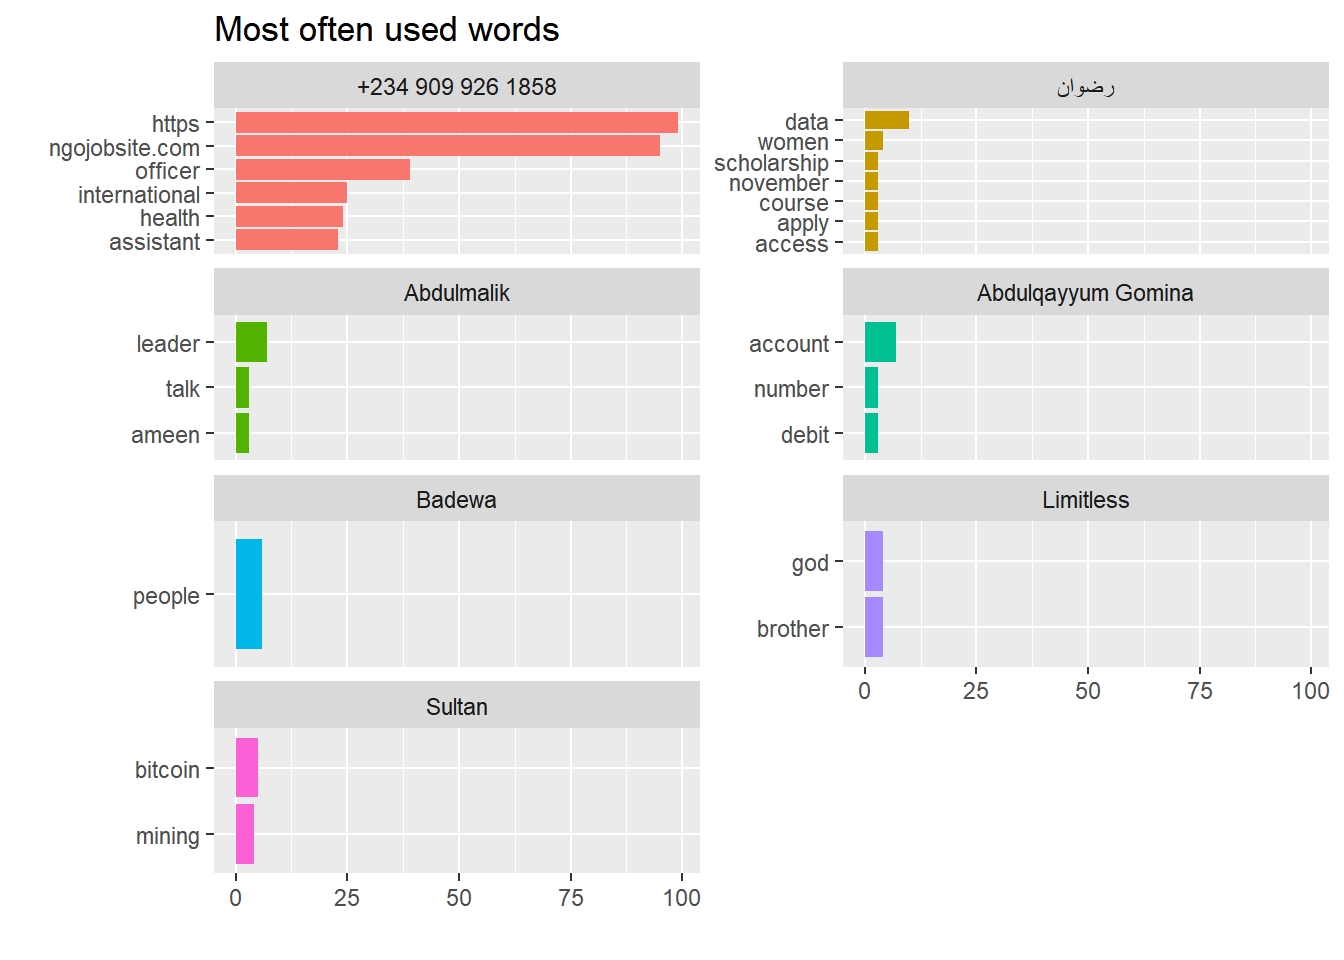 Most often used words
+234 909 926 1858
https
ngojobsite.com
officer
international
health
assistant
رضوان
data
women
scholarship
november
course
apply
access
Abdulmalik
leader
talk
ameen
Abdulqayyum Gomina
account
number
debit
Badewa
people
Limitless
god
brother
0 25 50 75 100
Sultan
bitcoin
mining
0 25 50 75 100